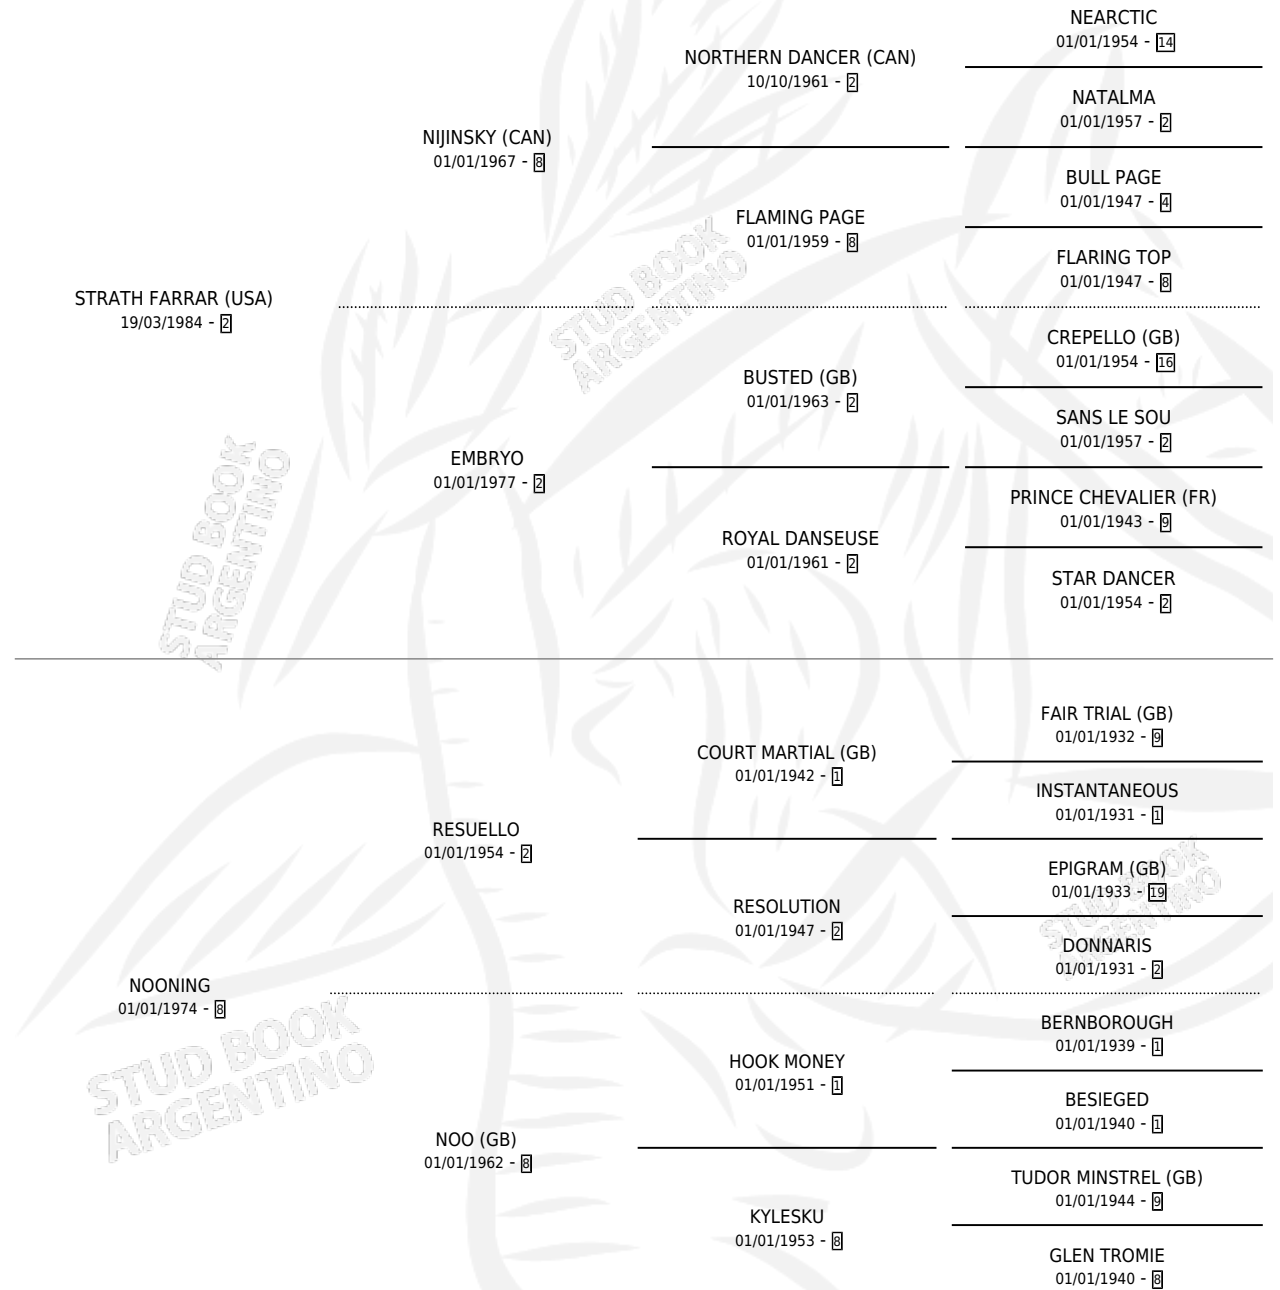 NEARCTIC
01/01/1954 - 14
NORTHERN DANCER (CAN)
10/10/1961 - 2
NATALMA
01/01/1957 - 2
NIJINSKY (CAN)
01/01/1967 - 8
BULL PAGE
01/01/1947 - 4
FLAMING PAGE
01/01/1959 - 8
FLARING TOP
01/01/1947 - 8
STRATH FARRAR (USA)
19/03/1984 - 2
CREPELLO (GB)
01/01/1954 - 16
BUSTED (GB)
01/01/1963 - 2
SANS LE SOU
01/01/1957 - 2
EMBRYO
01/01/1977 - 2
PRINCE CHEVALIER (FR)
01/01/1943 - 9
ROYAL DANSEUSE
01/01/1961 - 2
STAR DANCER
01/01/1954 - 2
FAIR TRIAL (GB)
01/01/1932 - 9
COURT MARTIAL (GB)
01/01/1942 - 1
INSTANTANEOUS
01/01/1931 - 1
RESUELLO
01/01/1954 - 2
EPIGRAM (GB)
01/01/1933 - 19
RESOLUTION
01/01/1947 - 2
DONNARIS
01/01/1931 - 2
NOONING
01/01/1974 - 8
BERNBOROUGH
01/01/1939 - 1
HOOK MONEY
01/01/1951 - 1
BESIEGED
01/01/1940 - 1
NOO (GB)
01/01/1962 - 8
TUDOR MINSTREL (GB)
01/01/1944 - 9
KYLESKU
01/01/1953 - 8
GLEN TROMIE
01/01/1940 - 8
STUD BOOK
ARGENTINO
STUD BOOK
ARGENTINO
STUD BOOK
ARGENTINO
STUD BOOK
ARGENTINO